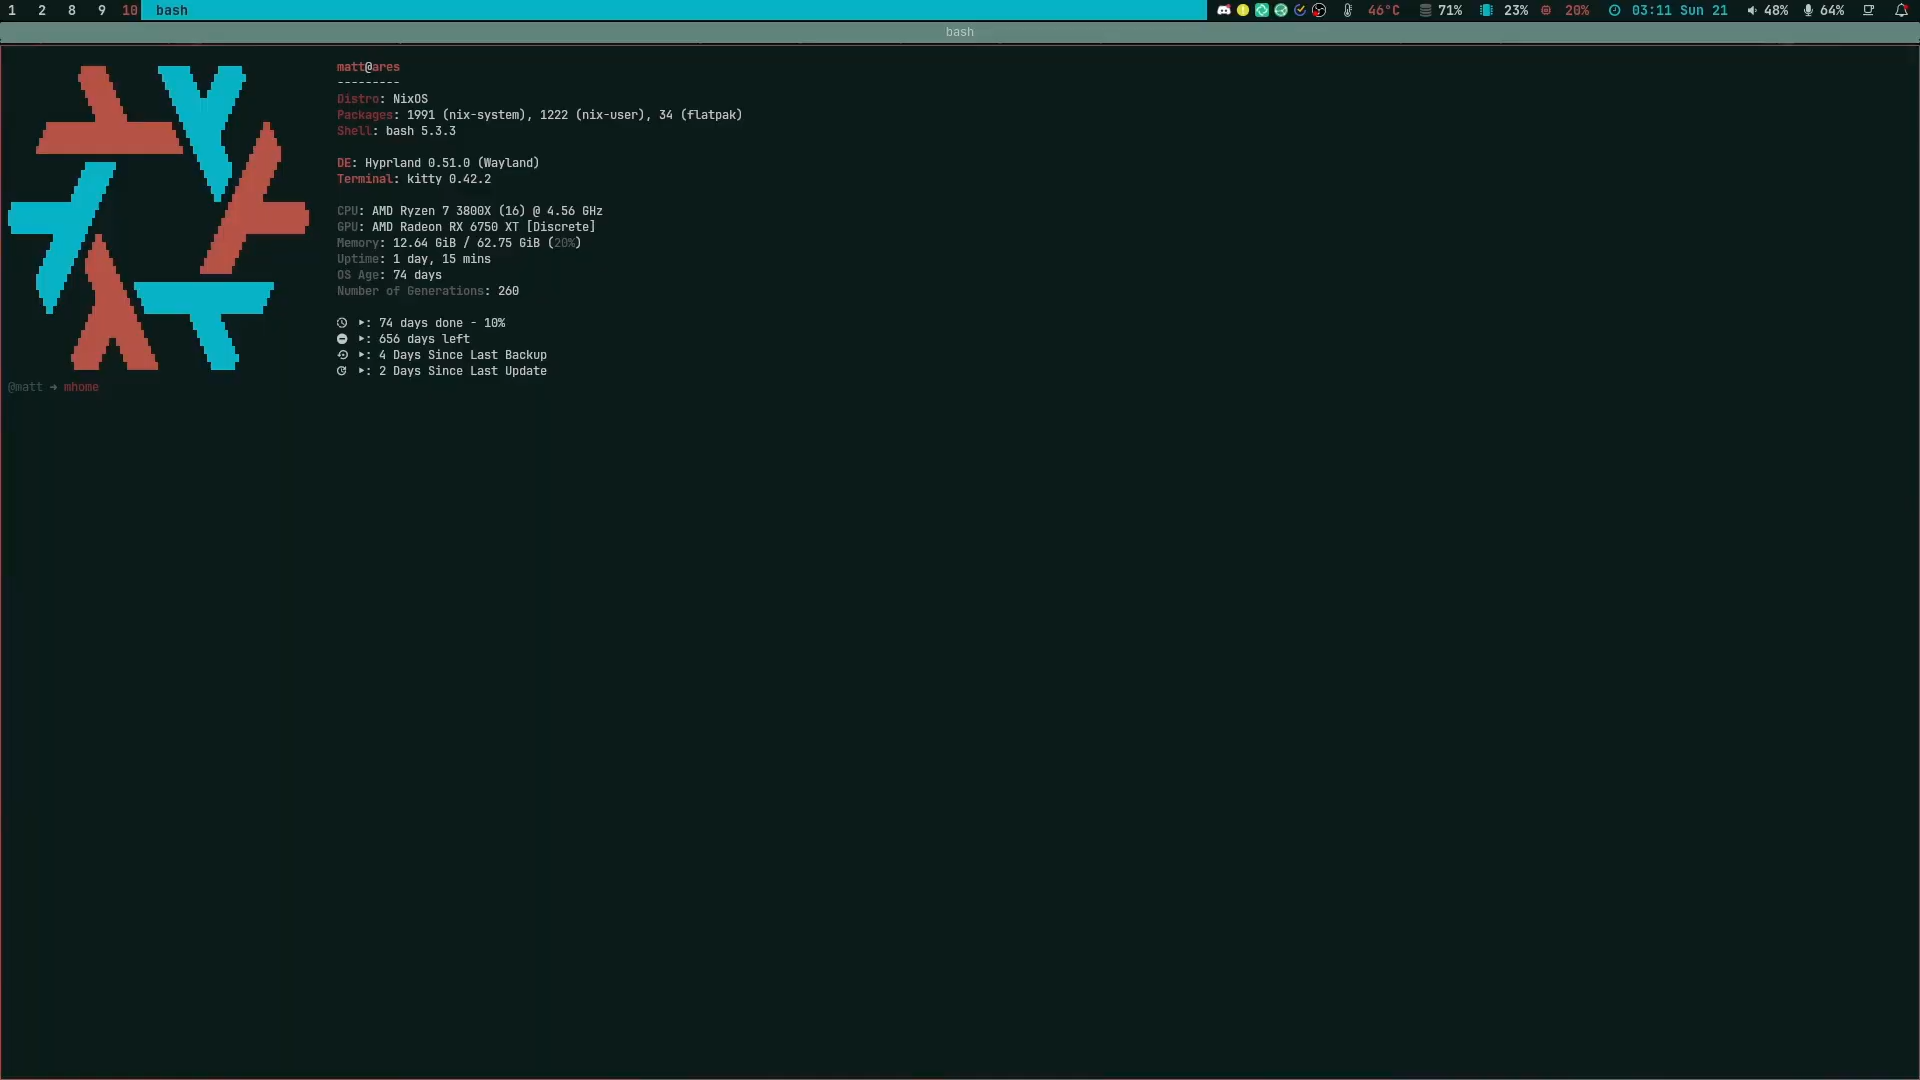 1 2 8 9 10 bash 46°C 71% 23% 20% 03:11 Sun 21 48% 64%
bash
matt@ares
---------
Distro: NixOS
Packages: 1991 (nix-system), 1222 (nix-user), 34 (flatpak)
Shell: bash 5.3.3
DE: Hyprland 0.51.0 (Wayland)
Terminal: kitty 0.42.2
CPU: AMD Ryzen 7 3800X (16) @ 4.56 GHz
GPU: AMD Radeon RX 6750 XT [Discrete]
Memory: 12.64 GiB / 62.75 GiB (20%)
Uptime: 1 day, 15 mins
OS Age: 74 days
Number of Generations: 260
‣: 74 days done - 10%
‣: 656 days left
‣: 4 Days Since Last Backup
‣: 2 Days Since Last Update
@matt ➜ mhome